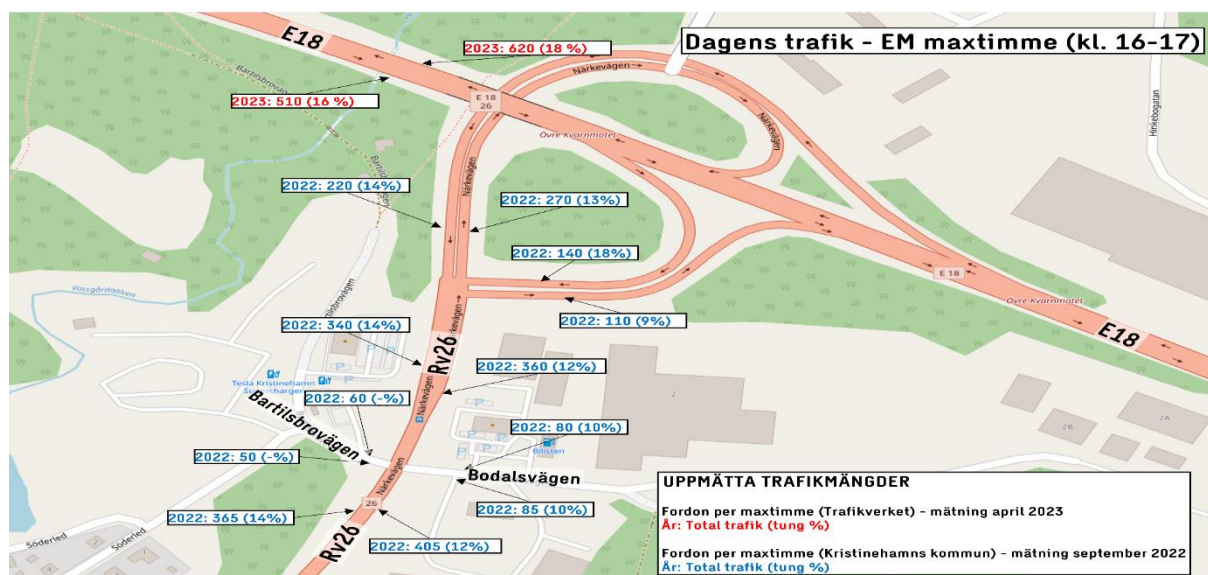 Dagens trafik - EM maxtimme (kl. 16-17)
E18
2023: 620 (18 %)
2023: 510 (16 %)
Närkevägen
E 18
26
Övre Kvarnmotet
Närkevägen
Hinkebogatan
Närkevägen
2022: 220 (14%)
2022: 270 (13%)
2022: 140 (18%)
E 18
Övre Kvarnmotet
E18
Vassgårdaälven
2022: 110 (9%)
2022: 340 (14%)
Rv26
2022: 360 (12%)
Tesla Kristinehamn
Närkevägen
2022: 60 (-%)
Bartilsbrovägen
2022: 80 (10%)
Bilisten
2
2A
2B
2022: 50 (-%)
Bodalsvägen
Närkevägen
2022: 85 (10%)
26
2022: 365 (14%)
2022: 405 (12%)
Rv26
Söderled
Söderled
UPPMÄTTA TRAFIKMÄNGDER
Fordon per maxtimme (Trafikverket) - mätning april 2023
År: Total trafik (tung %)
Fordon per maxtimme (Kristinehamns kommun) - mätning september 2022
År: Total trafik (tung %)